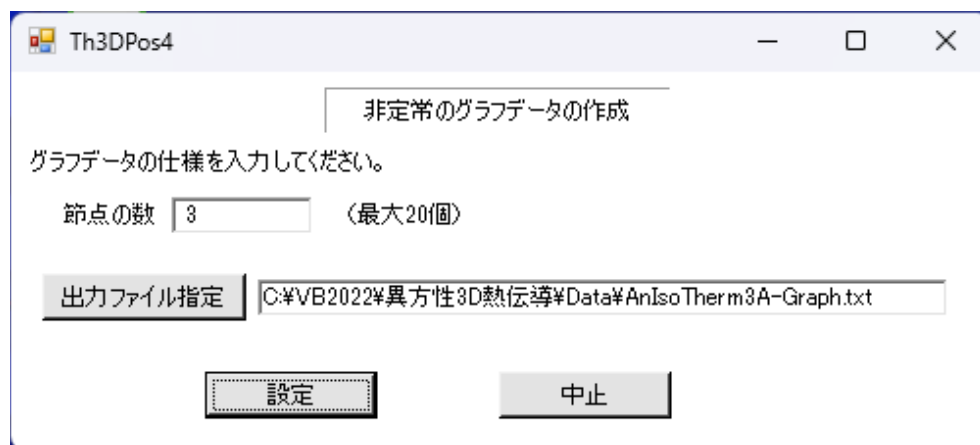 Th3DPos4
非定常のグラフデータの作成
グラフデータの仕様を入力してください。
節点の数 3 （最大20個）
出力ファイル指定 C:¥VB2022¥異方性3D熱伝導¥Data¥AnIsoTherm3A-Graph.txt
設定 中止